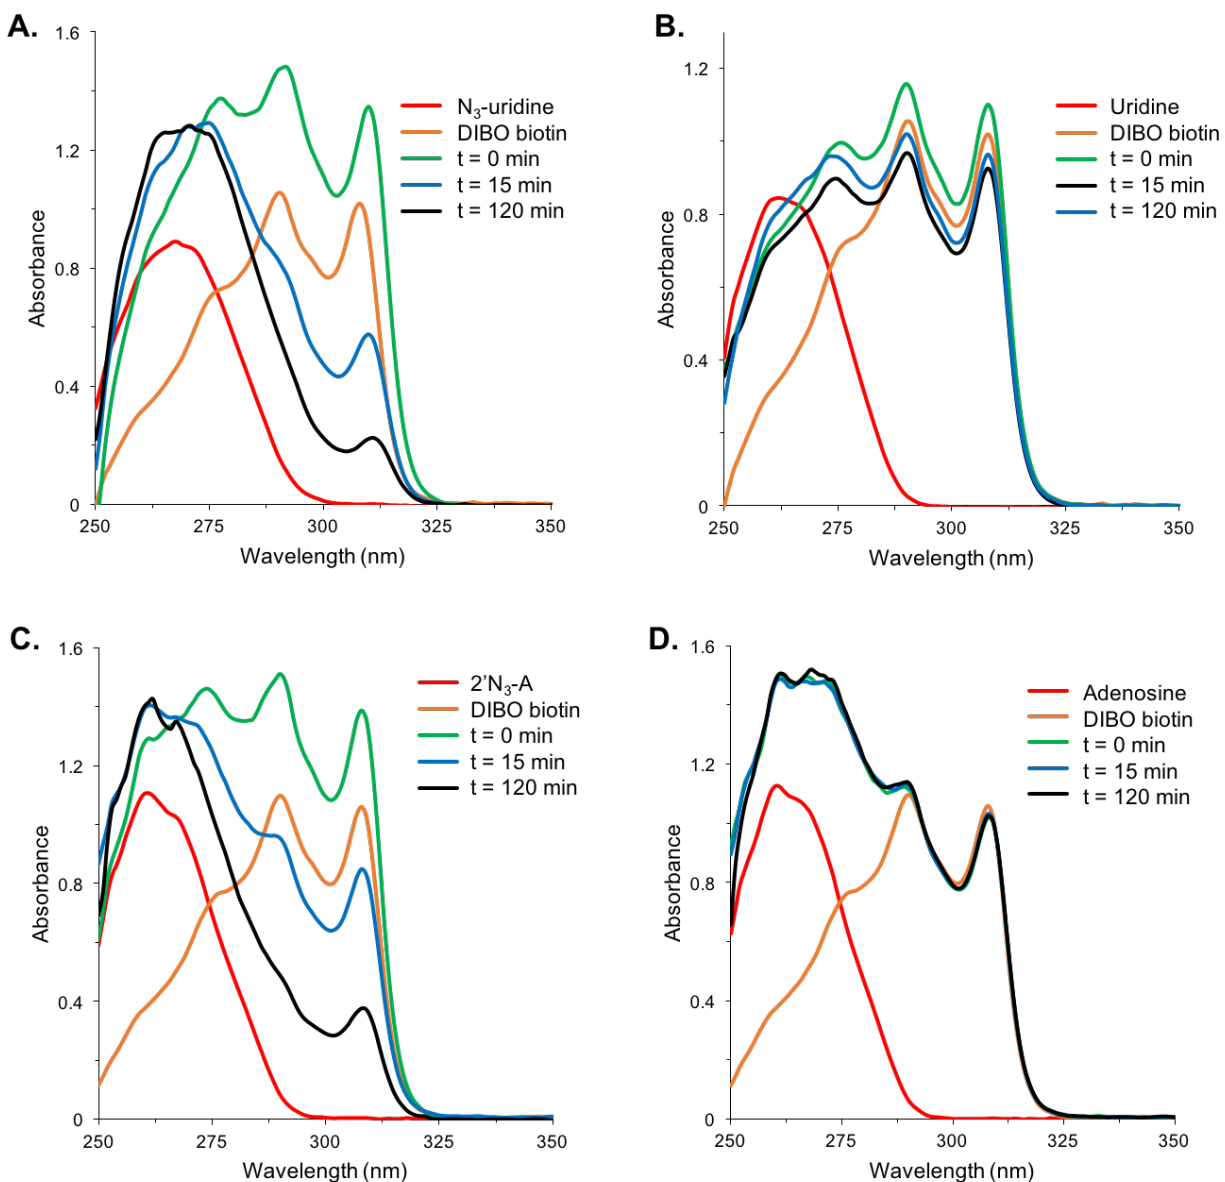 A.
1.6
1.2
0.8
0.4
0
250
275
300
325
350
Absorbance
Wavelength (nm)
N₃-uridine
DIBO biotin
t = 0 min
t = 15 min
t = 120 min
B.
1.2
0.8
0.4
0
250
275
300
325
350
Absorbance
Wavelength (nm)
Uridine
DIBO biotin
t = 0 min
t = 15 min
t = 120 min
C.
1.6
1.2
0.8
0.4
0
250
275
300
325
350
Absorbance
Wavelength (nm)
2'N₃-A
DIBO biotin
t = 0 min
t = 15 min
t = 120 min
D.
1.6
1.2
0.8
0.4
0
250
275
300
325
350
Absorbance
Wavelength (nm)
Adenosine
DIBO biotin
t = 0 min
t = 15 min
t = 120 min